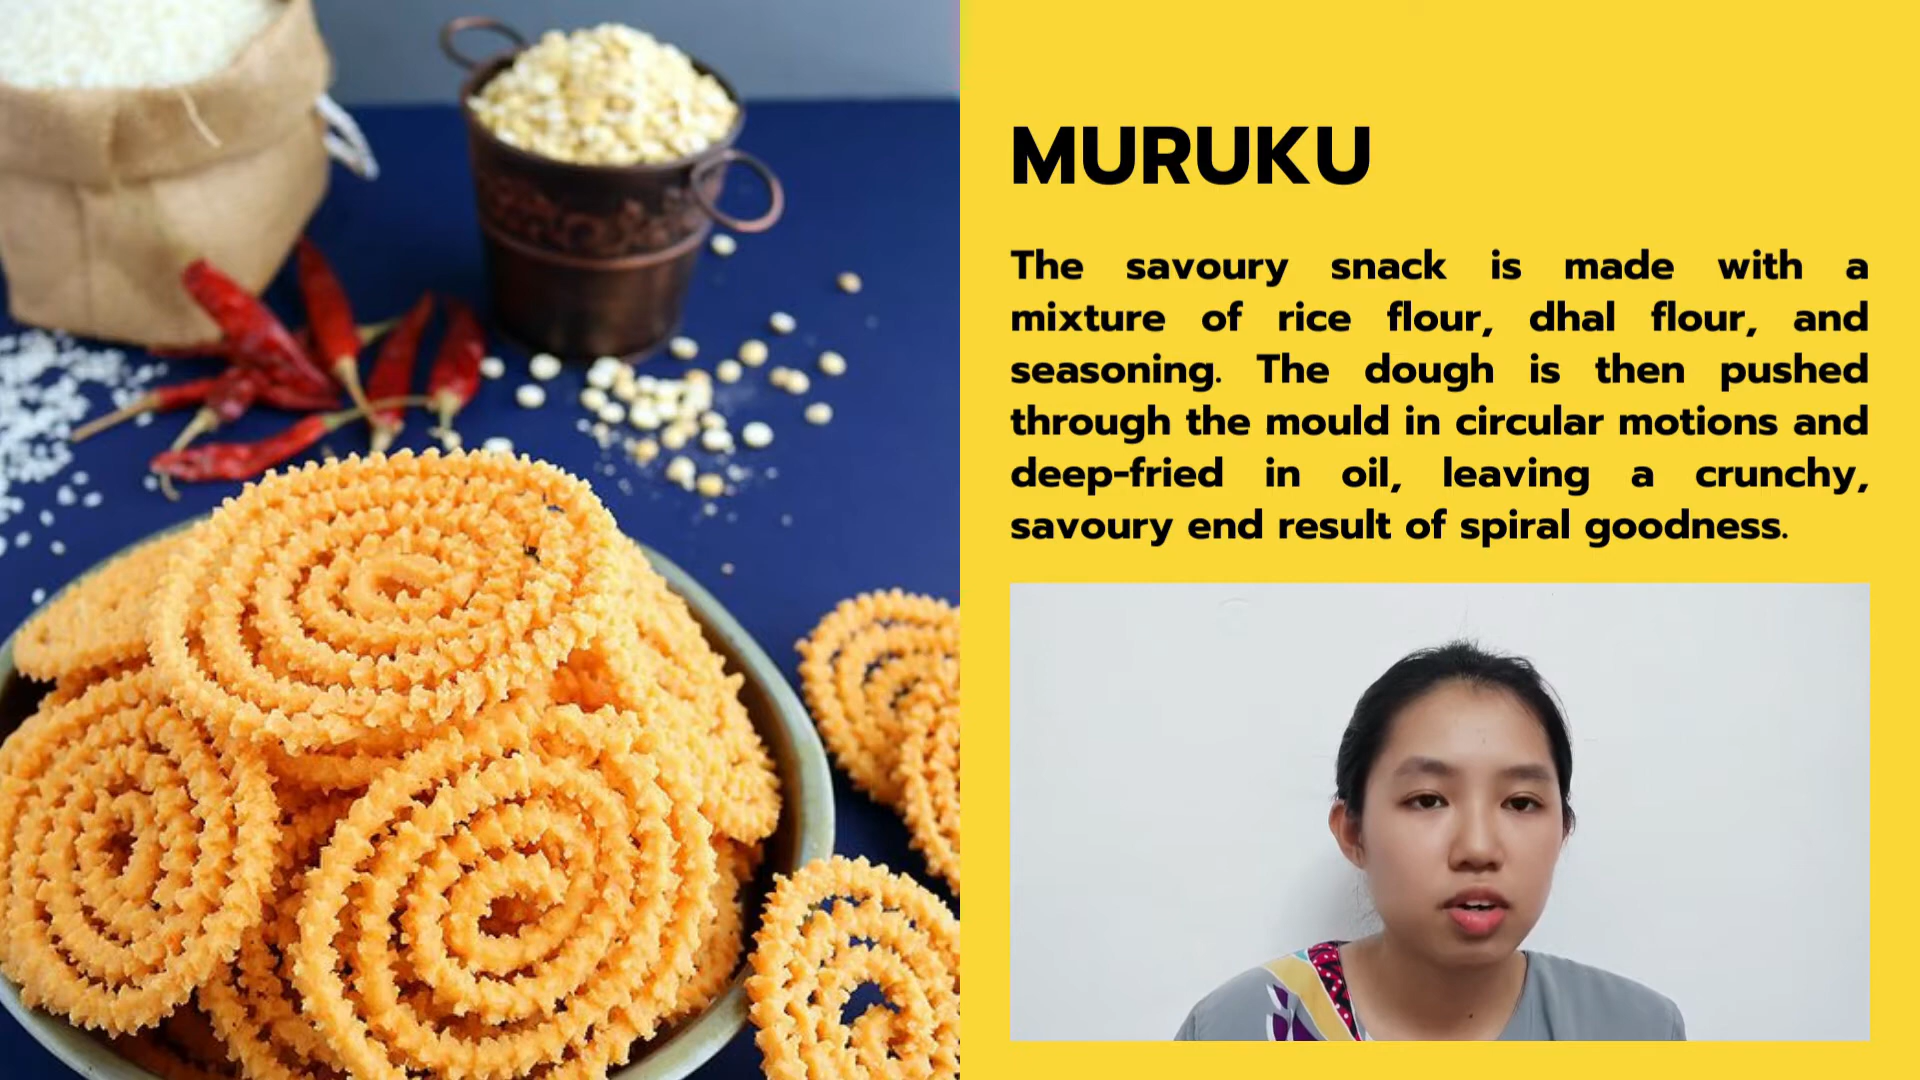 MURUKU
The savoury snack is made with a
mixture of rice flour, dhal flour, and
seasoning. The dough is then pushed
through the mould in circular motions and
deep-fried in oil, leaving a crunchy,
savoury end result of spiral goodness.